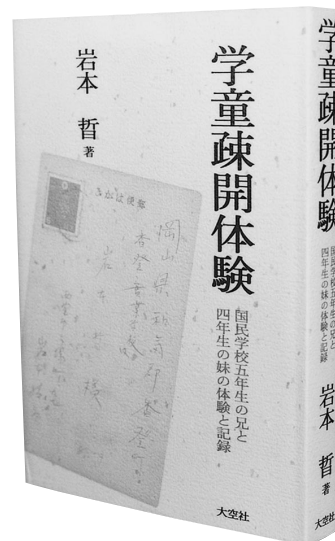 学童疎開体験
国民学校五年生の兄と
四年生の妹の体験と記録
岩本 哲 著
大空社
学童疎開体験
国民学校五年生の兄と
四年生の妹の体験と記録
岩本 哲 著
大空社